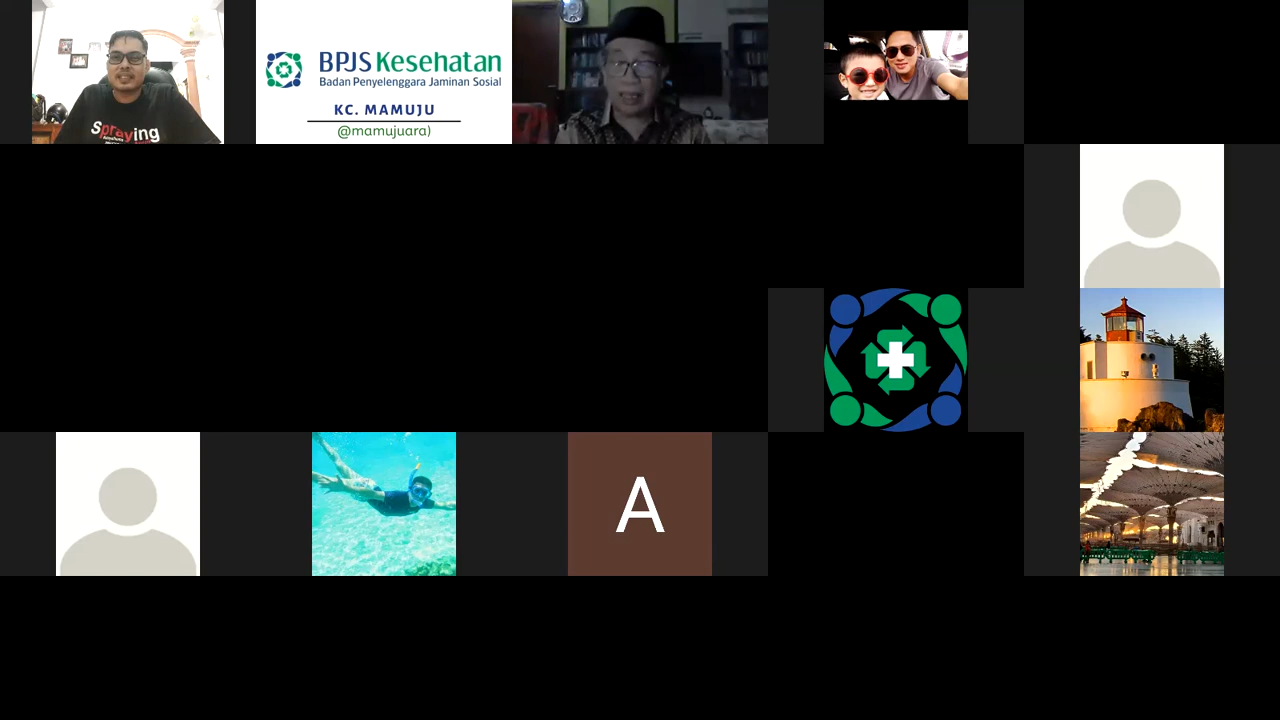 Spraying
BPJS Kesehatan
Badan Penyelenggara Jaminan Sosial
KC. MAMUJU
@mamujuara)
A